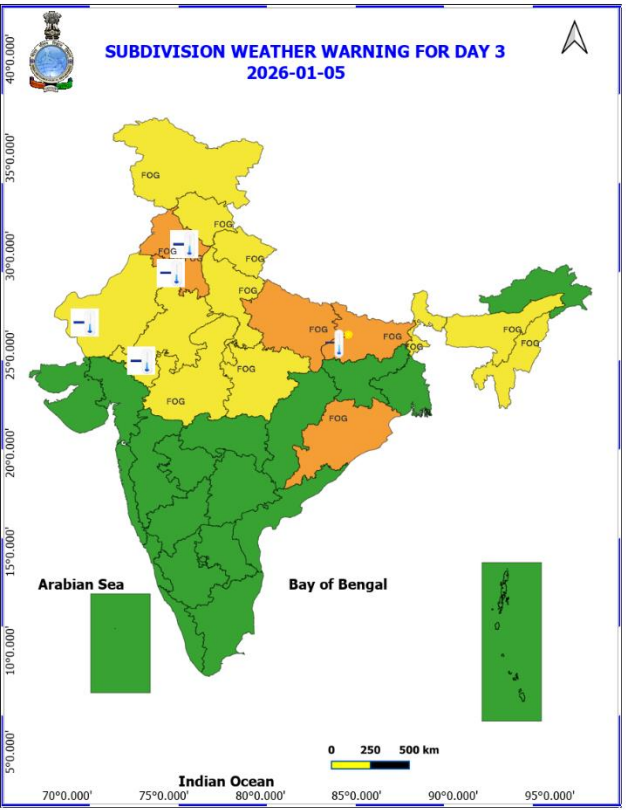 SUBDIVISION WEATHER WARNING FOR DAY 3
2026-01-05
40°0.000'
35°0.000'
30°0.000'
25°0.000'
20°0.000'
15°0.000'
10°0.000'
5°0.000'
FOG
FOG
FOG
FOG
FOG
FOG
FOG
FOG
FOG
FOG
FOG
FOG
FOG
FOG
Arabian Sea
Bay of Bengal
0 250 500 km
Indian Ocean
70°0.000' 75°0.000' 80°0.000' 85°0.000' 90°0.000' 95°0.000'